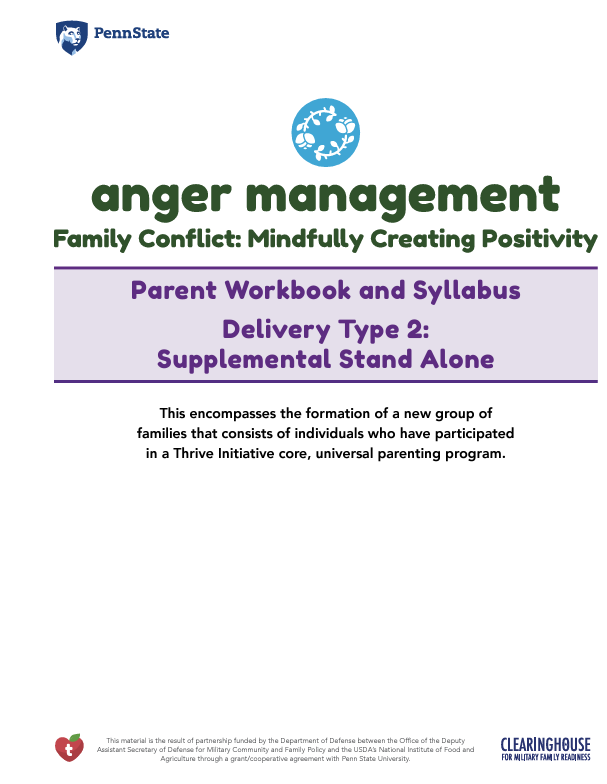 PennState
anger management
Family Conflict: Mindfully Creating Positivity
Parent Workbook and Syllabus
Delivery Type 2:
Supplemental Stand Alone
This encompasses the formation of a new group of
families that consists of individuals who have participated
in a Thrive Initiative core, universal parenting program.
t
This material is the result of partnership funded by the Department of Defense between the Office of the Deputy
Assistant Secretary of Defense for Military Community and Family Policy and the USDA's National Institute of Food and
Agriculture through a grant/cooperative agreement with Penn State University.
CLEARINGHOUSE
FOR MILITARY FAMILY READINESS